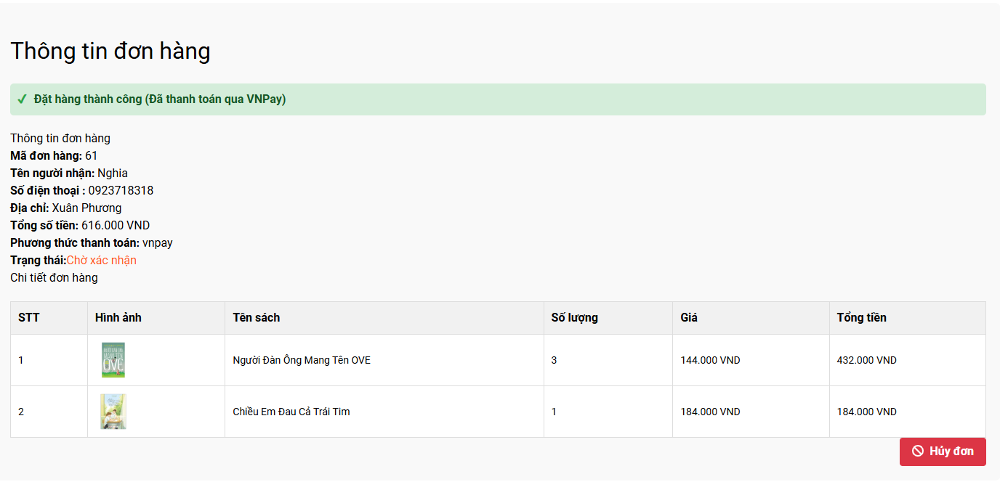 Thông tin đơn hàng
✓ Đặt hàng thành công (Đã thanh toán qua VNPay)
Thông tin đơn hàng
Mã đơn hàng: 61
Tên người nhận: Nghia
Số điện thoại : 0923718318
Địa chỉ: Xuân Phương
Tổng số tiền: 616.000 VND
Phương thức thanh toán: vnpay
Trạng thái:Chờ xác nhận
Chi tiết đơn hàng
STT Hình ảnh Tên sách Số lượng Giá Tổng tiền
1 OVE Người Đàn Ông Mang Tên OVE 3 144.000 VND 432.000 VND
2 Chiều Em Đau Cả Trái Tim 1 184.000 VND 184.000 VND
Hủy đơn